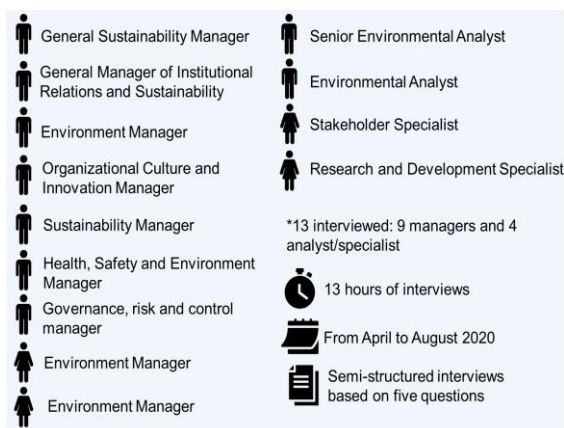 General Sustainability Manager
General Manager of Institutional
Relations and Sustainability
Environment Manager
Organizational Culture and
Innovation Manager
Sustainability Manager
Health, Safety and Environment
Manager
Governance, risk and control
manager
Environment Manager
Environment Manager
Senior Environmental Analyst
Environmental Analyst
Stakeholder Specialist
Research and Development Specialist
*13 interviewed: 9 managers and 4
analyst/specialist
13 hours of interviews
From April to August 2020
Semi-structured interviews
based on five questions